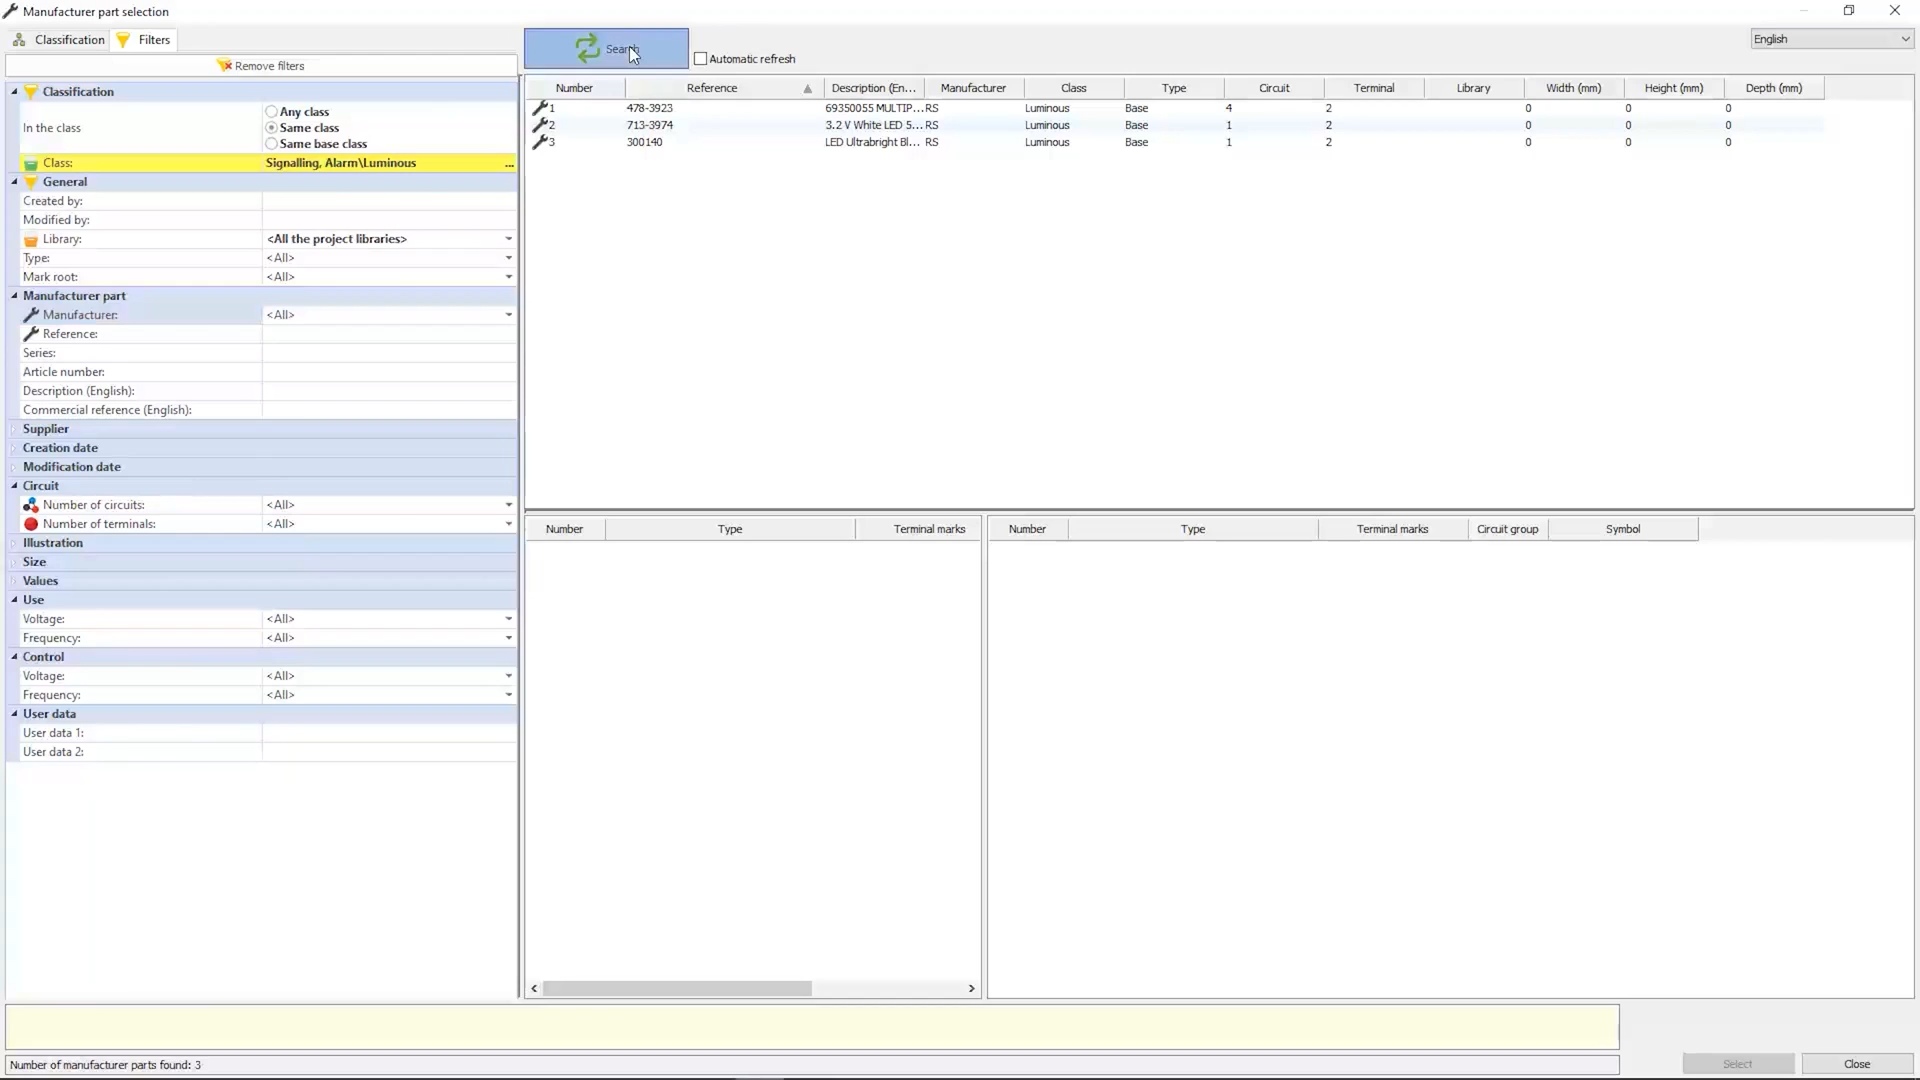 Manufacturer part selection
Classification Filters
Remove filters
Search
Automatic refresh
English
Classification
In the class
Any class
Same class
Same base class
Class: Signalling, Alarm\Luminous ...
General
Created by:
Modified by:
Library: <All the project libraries>
Type: <All>
Mark root: <All>
Manufacturer part
Manufacturer: <All>
Reference:
Series:
Article number:
Description (English):
Commercial reference (English):
Supplier
Creation date
Modification date
Circuit
Number of circuits: <All>
Number of terminals: <All>
Illustration
Size
Values
Use
Voltage: <All>
Frequency: <All>
Control
Voltage: <All>
Frequency: <All>
User data
User data 1:
User data 2:
Number Reference Description (En... Manufacturer Class Type Circuit Terminal Library Width (mm) Height (mm) Depth (mm)
1 478-3923 69350055 MULTIP... RS Luminous Base 4 2 0 0 0
2 713-3974 3.2 V White LED 5... RS Luminous Base 1 2 0 0 0
3 300140 LED Ultrabright Bl... RS Luminous Base 1 2 0 0 0
Number Type Terminal marks
Number Type Terminal marks Circuit group Symbol
Number of manufacturer parts found: 3
Select Close